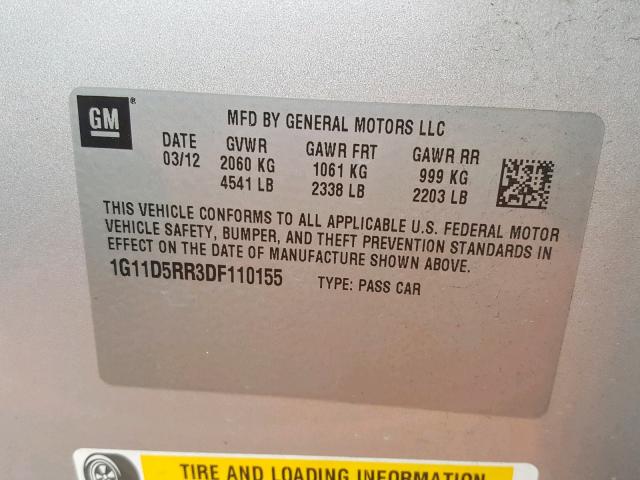 GM®
MFD BY GENERAL MOTORS LLC
DATE GVWR GAWR FRT GAWR RR
03/12 2060 KG 1061 KG 999 KG
4541 LB 2338 LB 2203 LB
THIS VEHICLE CONFORMS TO ALL APPLICABLE U.S. FEDERAL MOTOR
VEHICLE SAFETY, BUMPER, AND THEFT PREVENTION STANDARDS IN
EFFECT ON THE DATE OF MANUFACTURE SHOWN ABOVE.
1G11D5RR3DF110155 TYPE: PASS CAR
TIRE AND LOADING INFORMATION